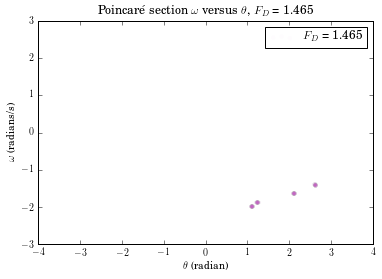 Poincaré section ω versus θ, F_D = 1.465
F_D = 1.465
3
2
1
0
−1
−2
−3
ω (radians/s)
−4 −3 −2 −1 0 1 2 3 4
θ (radian)